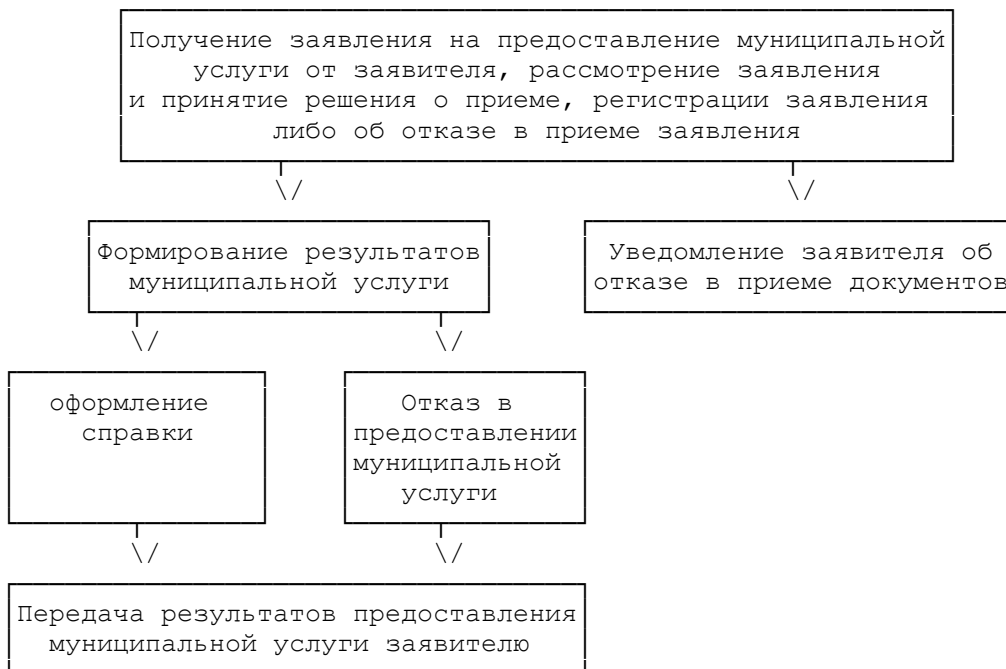 Получение заявления на предоставление муниципальной
услуги от заявителя, рассмотрение заявления
и принятие решения о приеме, регистрации заявления
либо об отказе в приеме заявления
\/ \/
Формирование результатов
муниципальной услуги
Уведомление заявителя об
отказе в приеме документов
\/ \/
оформление
справки
Отказ в
предоставлении
муниципальной
услуги
\/ \/
Передача результатов предоставления
муниципальной услуги заявителю